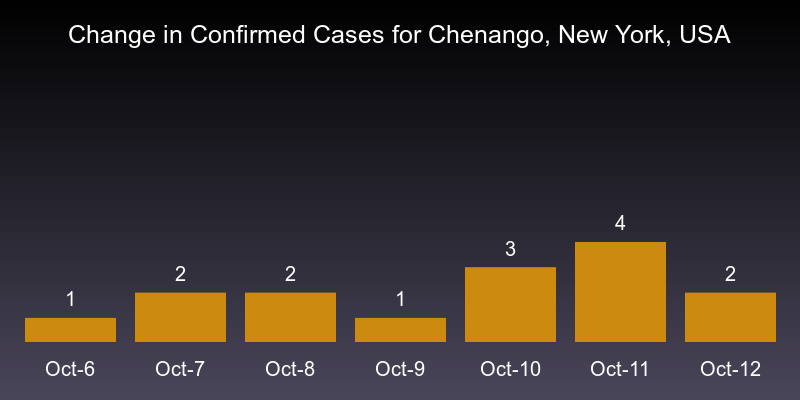 Change in Confirmed Cases for Chenango, New York, USA
4
3
2 2 2
1 1
Oct-6 Oct-7 Oct-8 Oct-9 Oct-10 Oct-11 Oct-12